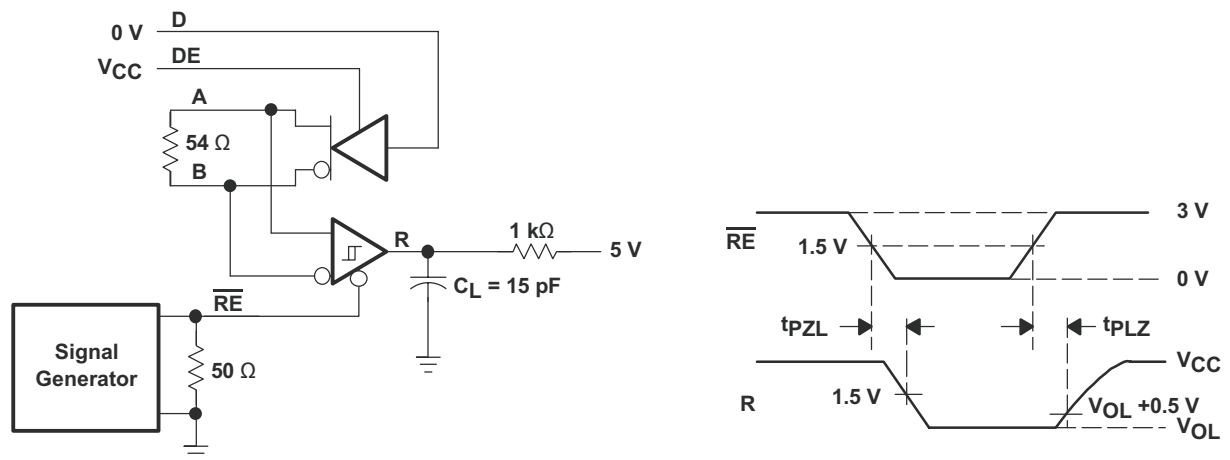 0 V D
VCC DE
A
54 Ω
B
R
1 kΩ
5 V
CL = 15 pF
RE
Signal
Generator
50 Ω
3 V
RE
1.5 V
0 V
tPZL
tPLZ
VCC
1.5 V
R
VOL +0.5 V
VOL